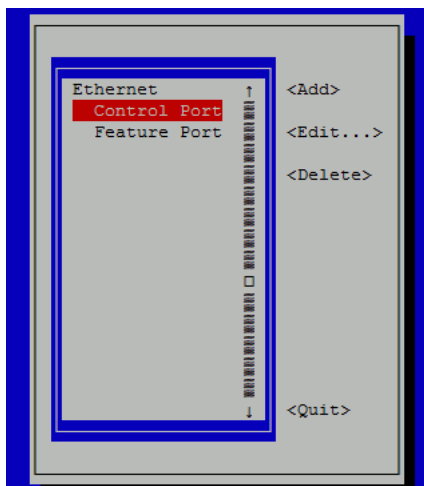 Ethernet ↑ <Add>
Control Port
Feature Port <Edit...>
<Delete>
↓ <Quit>